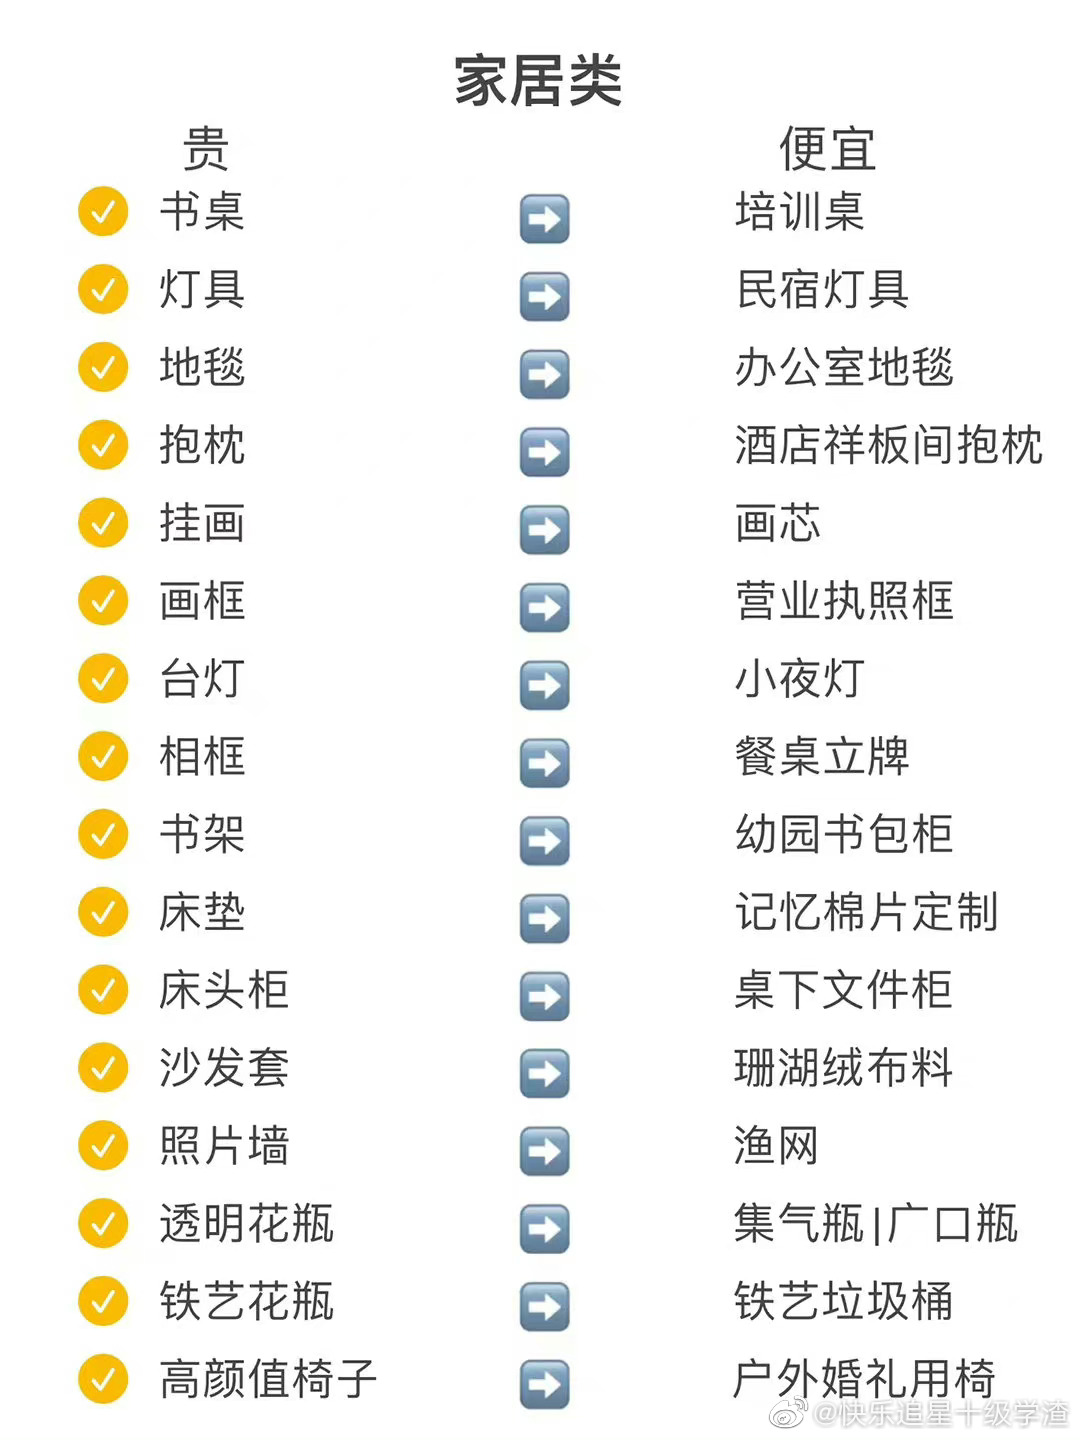 家居类
贵 便宜
书桌 培训桌
灯具 民宿灯具
地毯 办公室地毯
抱枕 酒店祥板间抱枕
挂画 画芯
画框 营业执照框
台灯 小夜灯
相框 餐桌立牌
书架 幼园书包柜
床垫 记忆棉片定制
床头柜 桌下文件柜
沙发套 珊湖绒布料
照片墙 渔网
透明花瓶 集气瓶|广口瓶
铁艺花瓶 铁艺垃圾桶
高颜值椅子 户外婚礼用椅
@快乐追星十级学渣